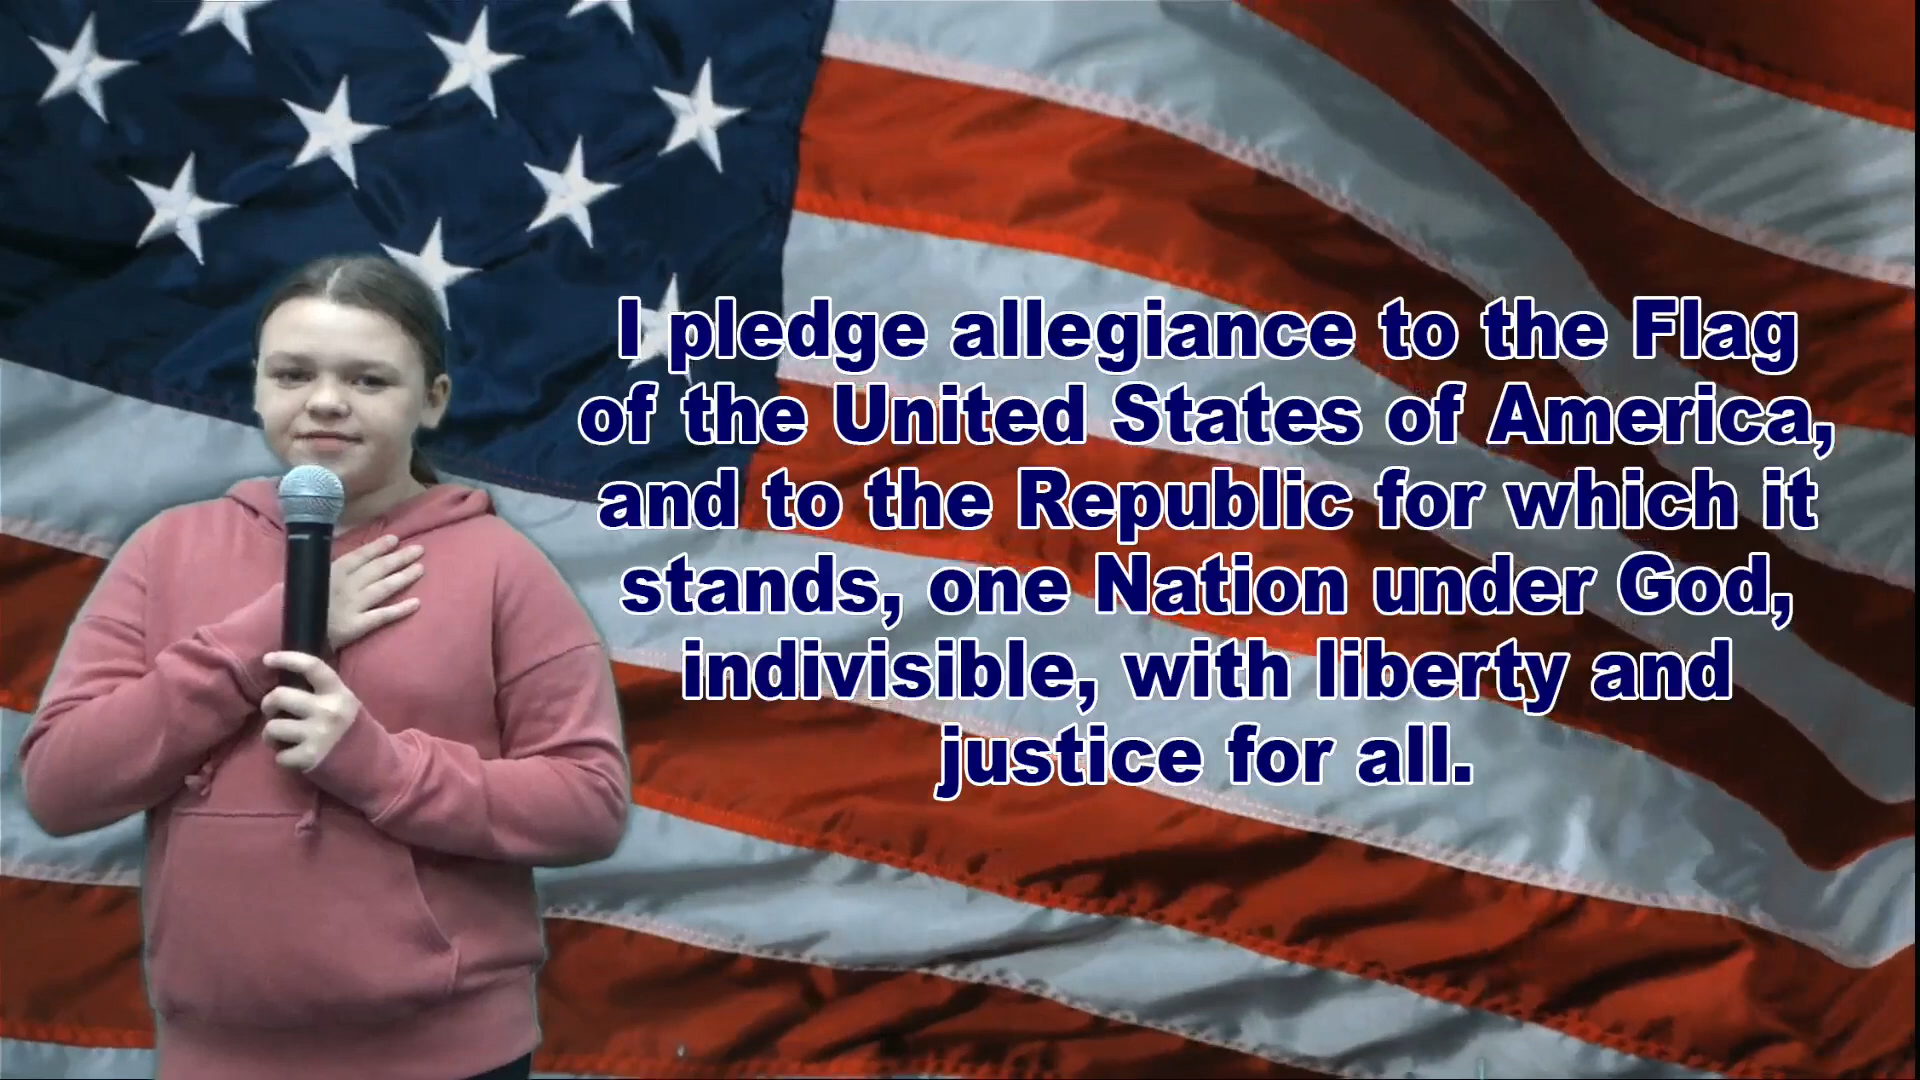 I pledge allegiance to the Flag
of the United States of America,
and to the Republic for which it
stands, one Nation under God,
indivisible, with liberty and
justice for all.